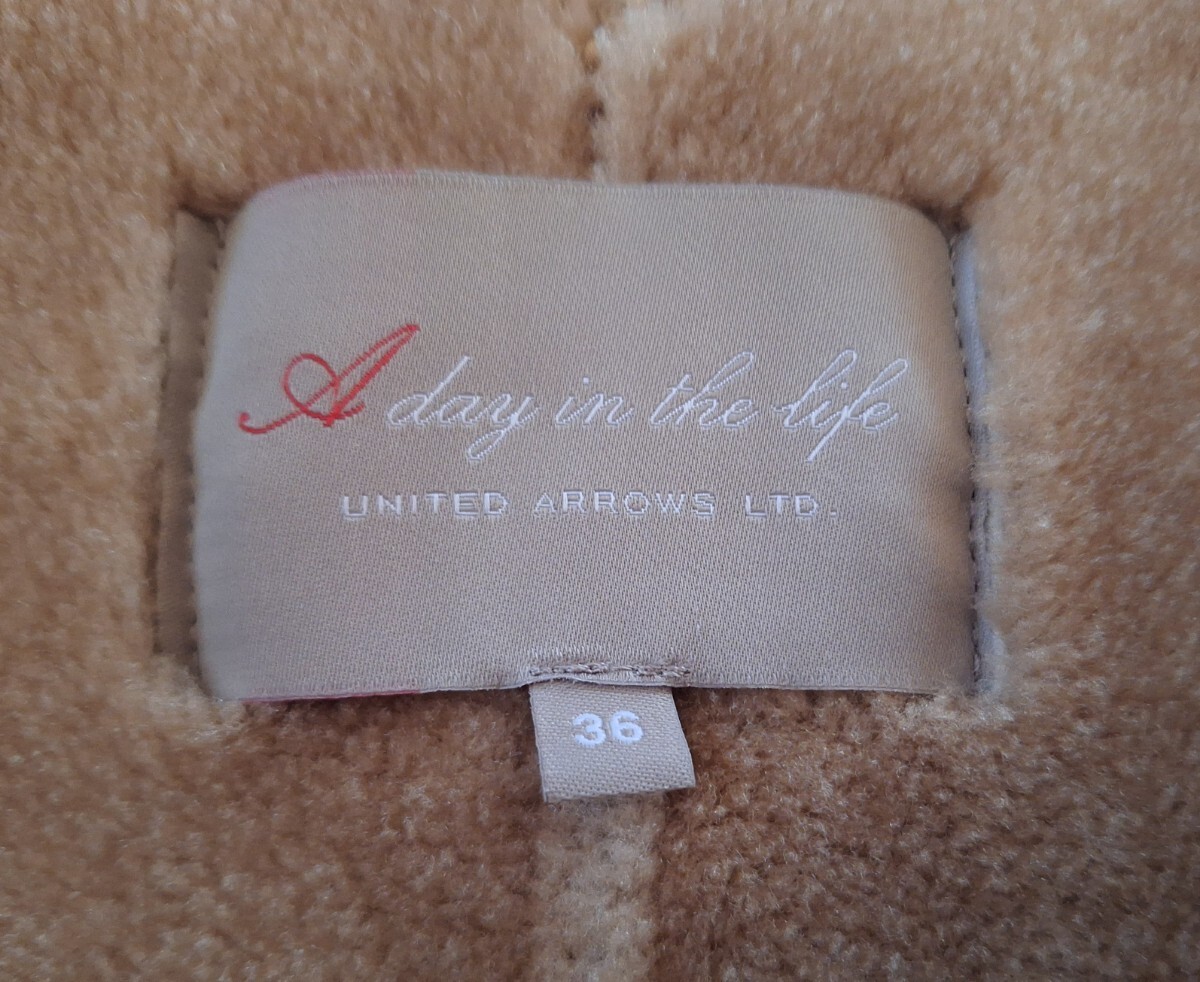 A day in the life
UNITED ARROWS LTD.
36